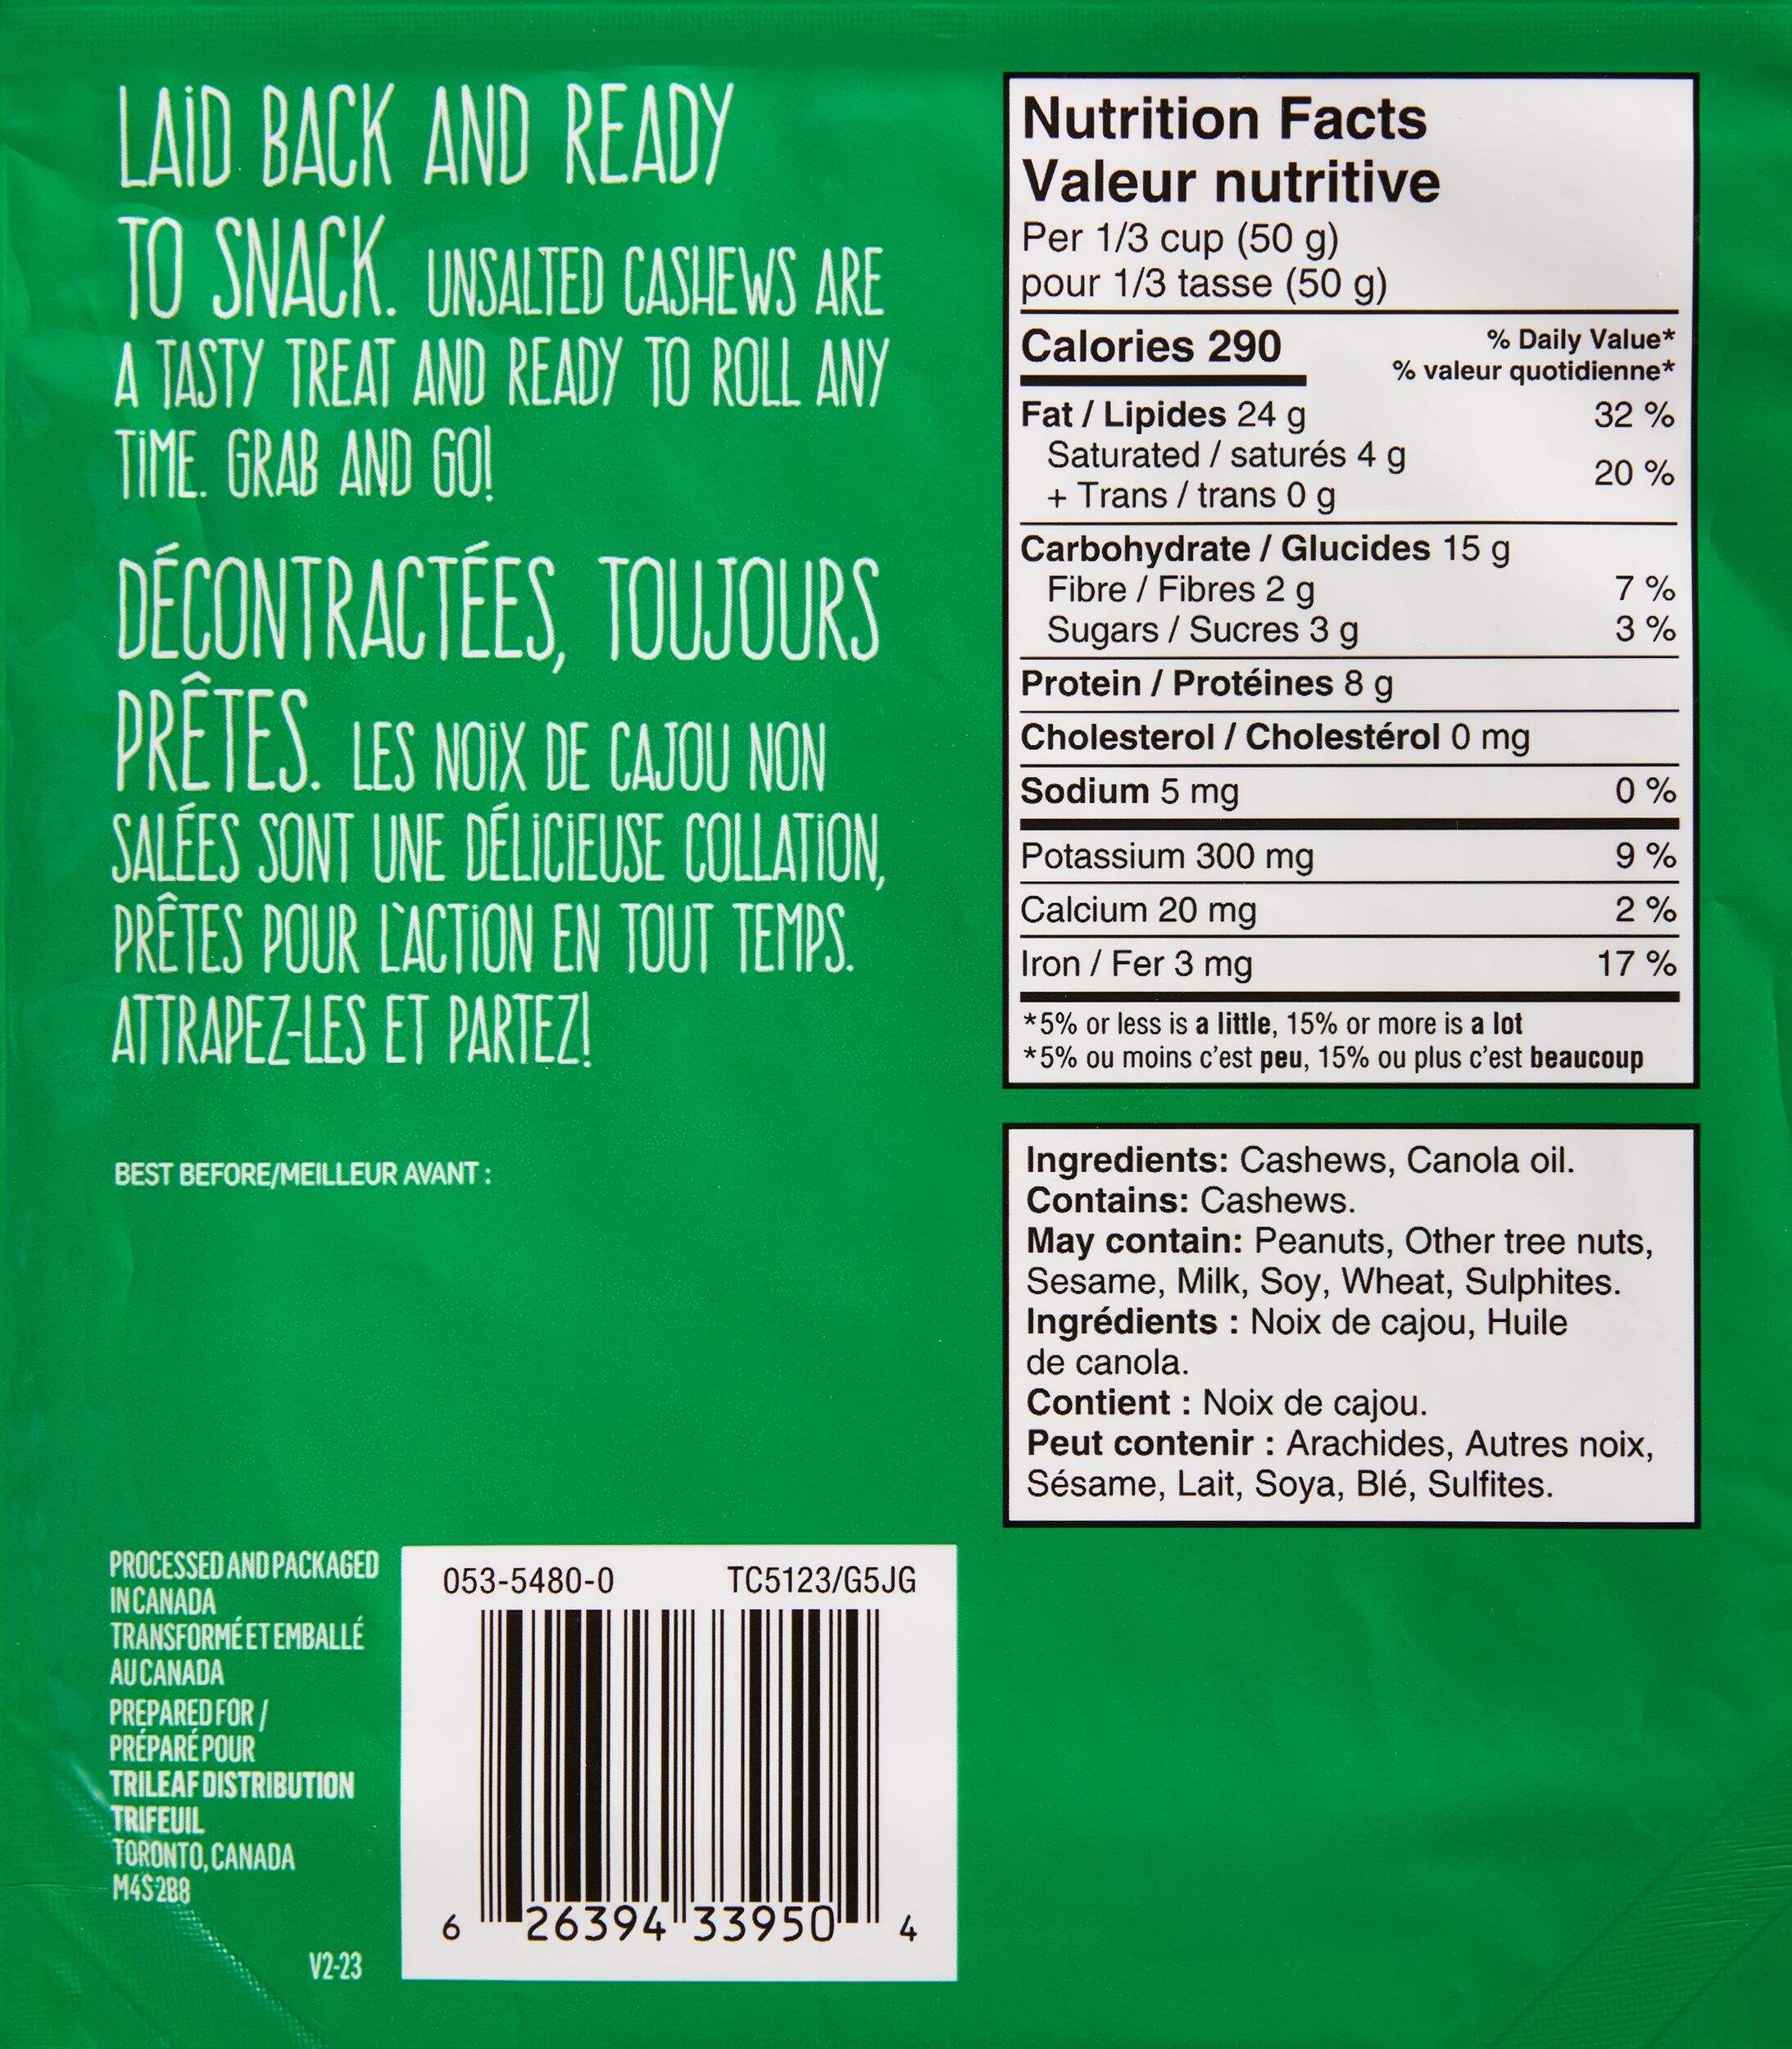 LAID BACK AND READY
TO SNACK. UNSALTED CASHEWS ARE
A TASTY TREAT AND READY TO ROLL ANY
TIME. GRAB AND GO!
DÉCONTRACTÉES, TOUJOURS
PRÊTES. LES NOIX DE CAJOU NON
SALÉES SONT UNE DÉLICIEUSE COLLATION,
PRÊTES POUR L'ACTION EN TOUT TEMPS.
ATTRAPEZ-LES ET PARTEZ!
BEST BEFORE/MEILLEUR AVANT :
Nutrition Facts
Valeur nutritive
Per 1/3 cup (50 g)
pour 1/3 tasse (50 g)
Calories 290
% Daily Value*
% valeur quotidienne*
Fat / Lipides 24 g 32 %
Saturated / saturés 4 g
+ Trans / trans 0 g 20 %
Carbohydrate / Glucides 15 g
Fibre / Fibres 2 g 7 %
Sugars / Sucres 3 g 3 %
Protein / Protéines 8 g
Cholesterol / Cholestérol 0 mg
Sodium 5 mg 0 %
Potassium 300 mg 9 %
Calcium 20 mg 2 %
Iron / Fer 3 mg 17 %
*5% or less is a little, 15% or more is a lot
*5% ou moins c'est peu, 15% ou plus c'est beaucoup
Ingredients: Cashews, Canola oil.
Contains: Cashews.
May contain: Peanuts, Other tree nuts,
Sesame, Milk, Soy, Wheat, Sulphites.
Ingrédients : Noix de cajou, Huile
de canola.
Contient : Noix de cajou.
Peut contenir : Arachides, Autres noix,
Sésame, Lait, Soya, Blé, Sulfites.
PROCESSED AND PACKAGED
IN CANADA
TRANSFORMÉ ET EMBALLÉ
AU CANADA
PREPARED FOR /
PRÉPARÉ POUR
TRILEAF DISTRIBUTION
TRIFEUIL
TORONTO, CANADA
M4S 2B8
V2-23
053-5480-0 TC5123/G5JG
6 26394 33950 4